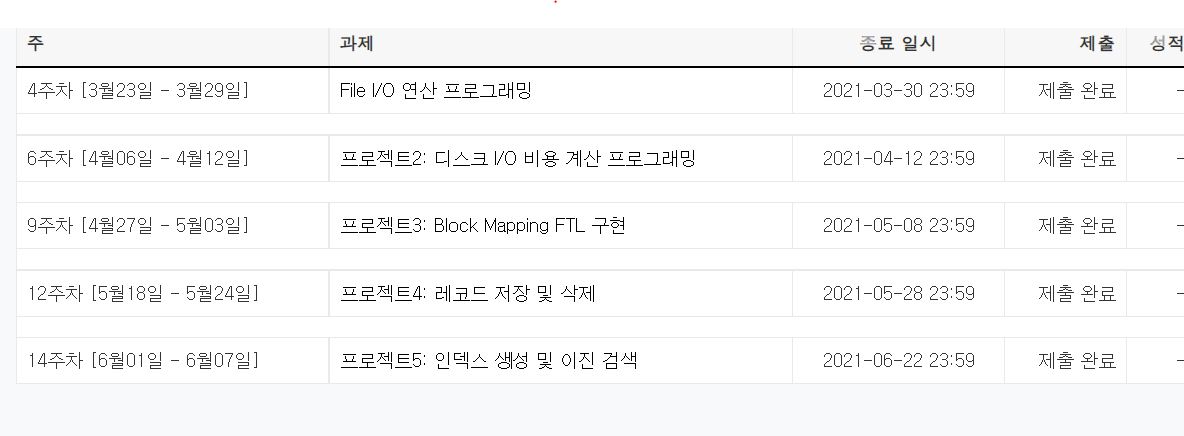 주 과제 종료 일시 제출 성적
4주차 [3월23일 - 3월29일] File I/O 연산 프로그래밍 2021-03-30 23:59 제출 완료 -
6주차 [4월06일 - 4월12일] 프로젝트2: 디스크 I/O 비용 계산 프로그래밍 2021-04-12 23:59 제출 완료 -
9주차 [4월27일 - 5월03일] 프로젝트3: Block Mapping FTL 구현 2021-05-08 23:59 제출 완료 -
12주차 [5월18일 - 5월24일] 프로젝트4: 레코드 저장 및 삭제 2021-05-28 23:59 제출 완료 -
14주차 [6월01일 - 6월07일] 프로젝트5: 인덱스 생성 및 이진 검색 2021-06-22 23:59 제출 완료 -